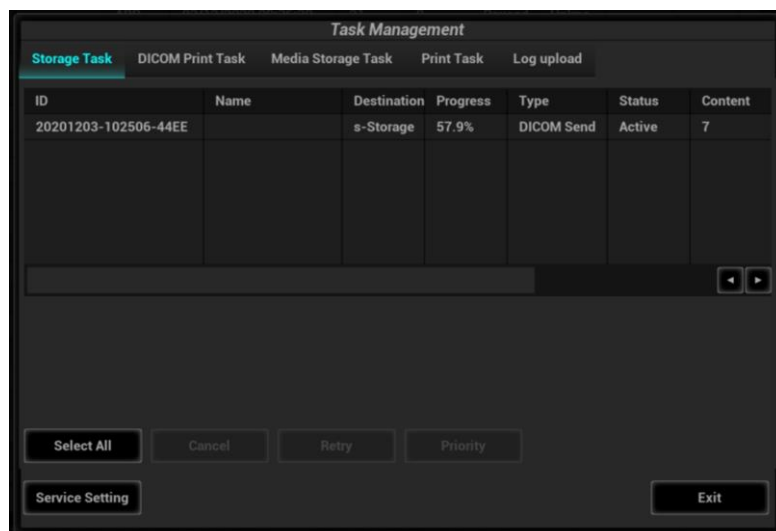 Task Management
Storage Task DICOM Print Task Media Storage Task Print Task Log upload
ID Name Destination Progress Type Status Content
20201203-102506-44EE s-Storage 57.9% DICOM Send Active 7
Select All Cancel Retry Priority
Service Setting Exit